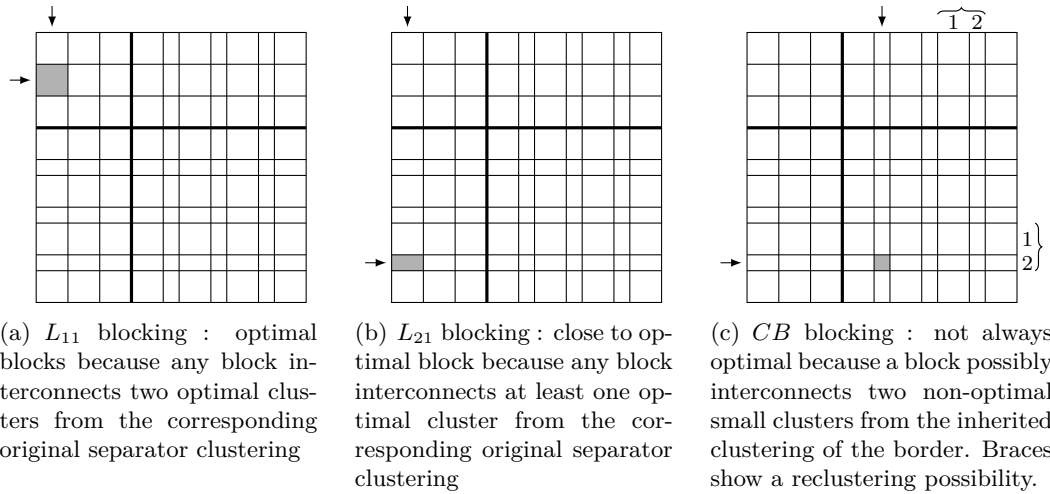 1 2
1
2
(a) L11 blocking : optimal
blocks because any block in-
terconnects two optimal clus-
ters from the corresponding
original separator clustering
(b) L21 blocking : close to op-
timal block because any block
interconnects at least one op-
timal cluster from the cor-
responding original separator
clustering
(c) CB blocking : not always
optimal because a block possibly
interconnects two non-optimal
small clusters from the inherited
clustering of the border. Braces
show a reclustering possibility.